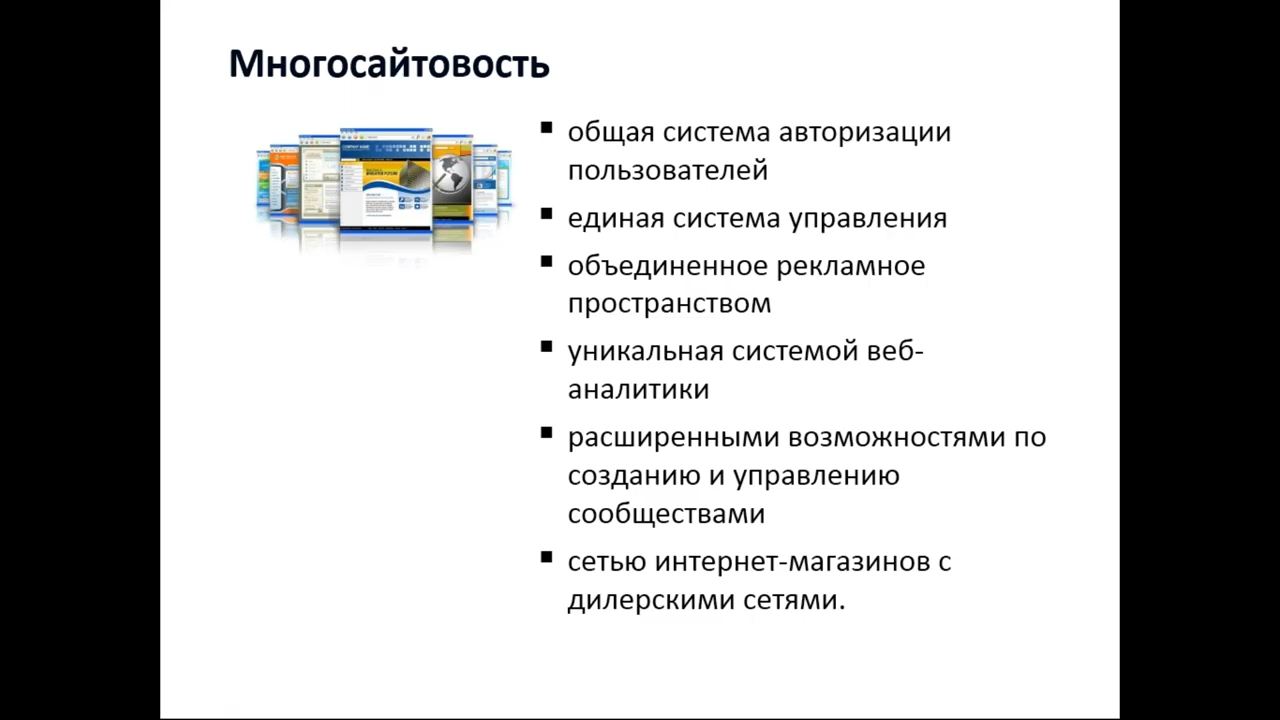 Многосайтовость
общая система авторизации
пользователей
единая система управления
объединенное рекламное
пространством
уникальная системой веб-
аналитики
расширенными возможностями по
созданию и управлению
сообществами
сетью интернет-магазинов с
дилерскими сетями.